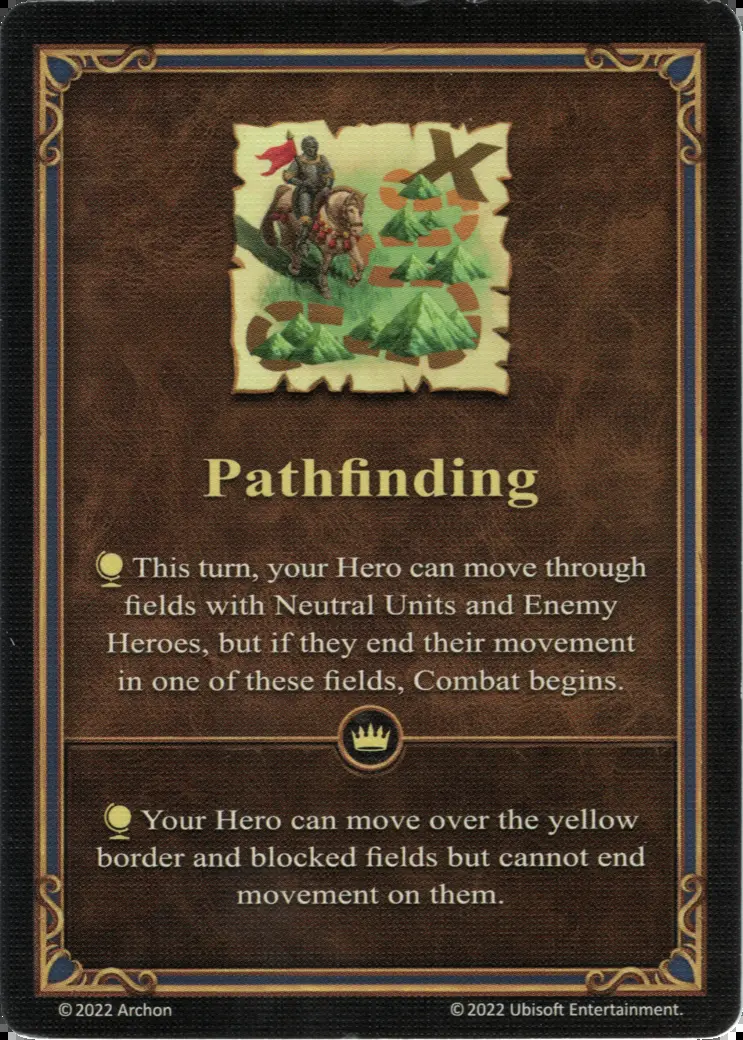 Pathfinding
This turn, your Hero can move through
fields with Neutral Units and Enemy
Heroes, but if they end their movement
in one of these fields, Combat begins.
Your Hero can move over the yellow
border and blocked fields but cannot end
movement on them.
© 2022 Archon
© 2022 Ubisoft Entertainment.